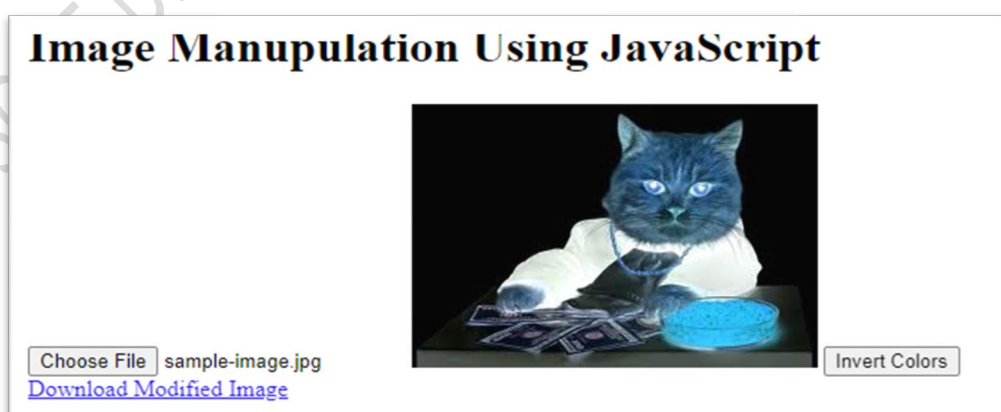 Image Manupulation Using JavaScript
Choose File sample-image.jpg Invert Colors
Download Modified Image